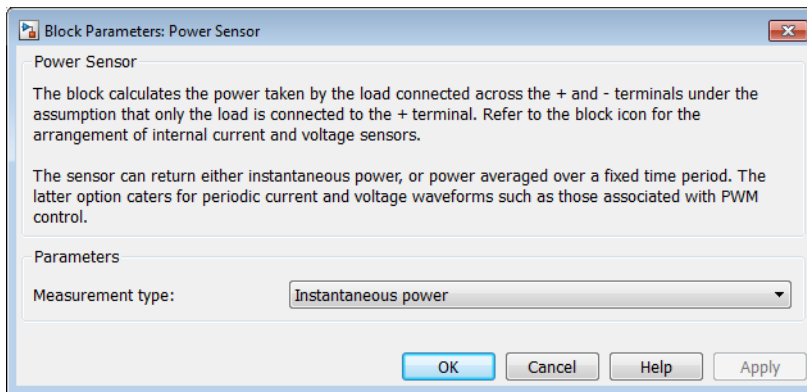 Block Parameters: Power Sensor
Power Sensor
The block calculates the power taken by the load connected across the + and - terminals under the
assumption that only the load is connected to the + terminal. Refer to the block icon for the
arrangement of internal current and voltage sensors.
The sensor can return either instantaneous power, or power averaged over a fixed time period. The
latter option caters for periodic current and voltage waveforms such as those associated with PWM
control.
Parameters
Measurement type: Instantaneous power
OK Cancel Help Apply